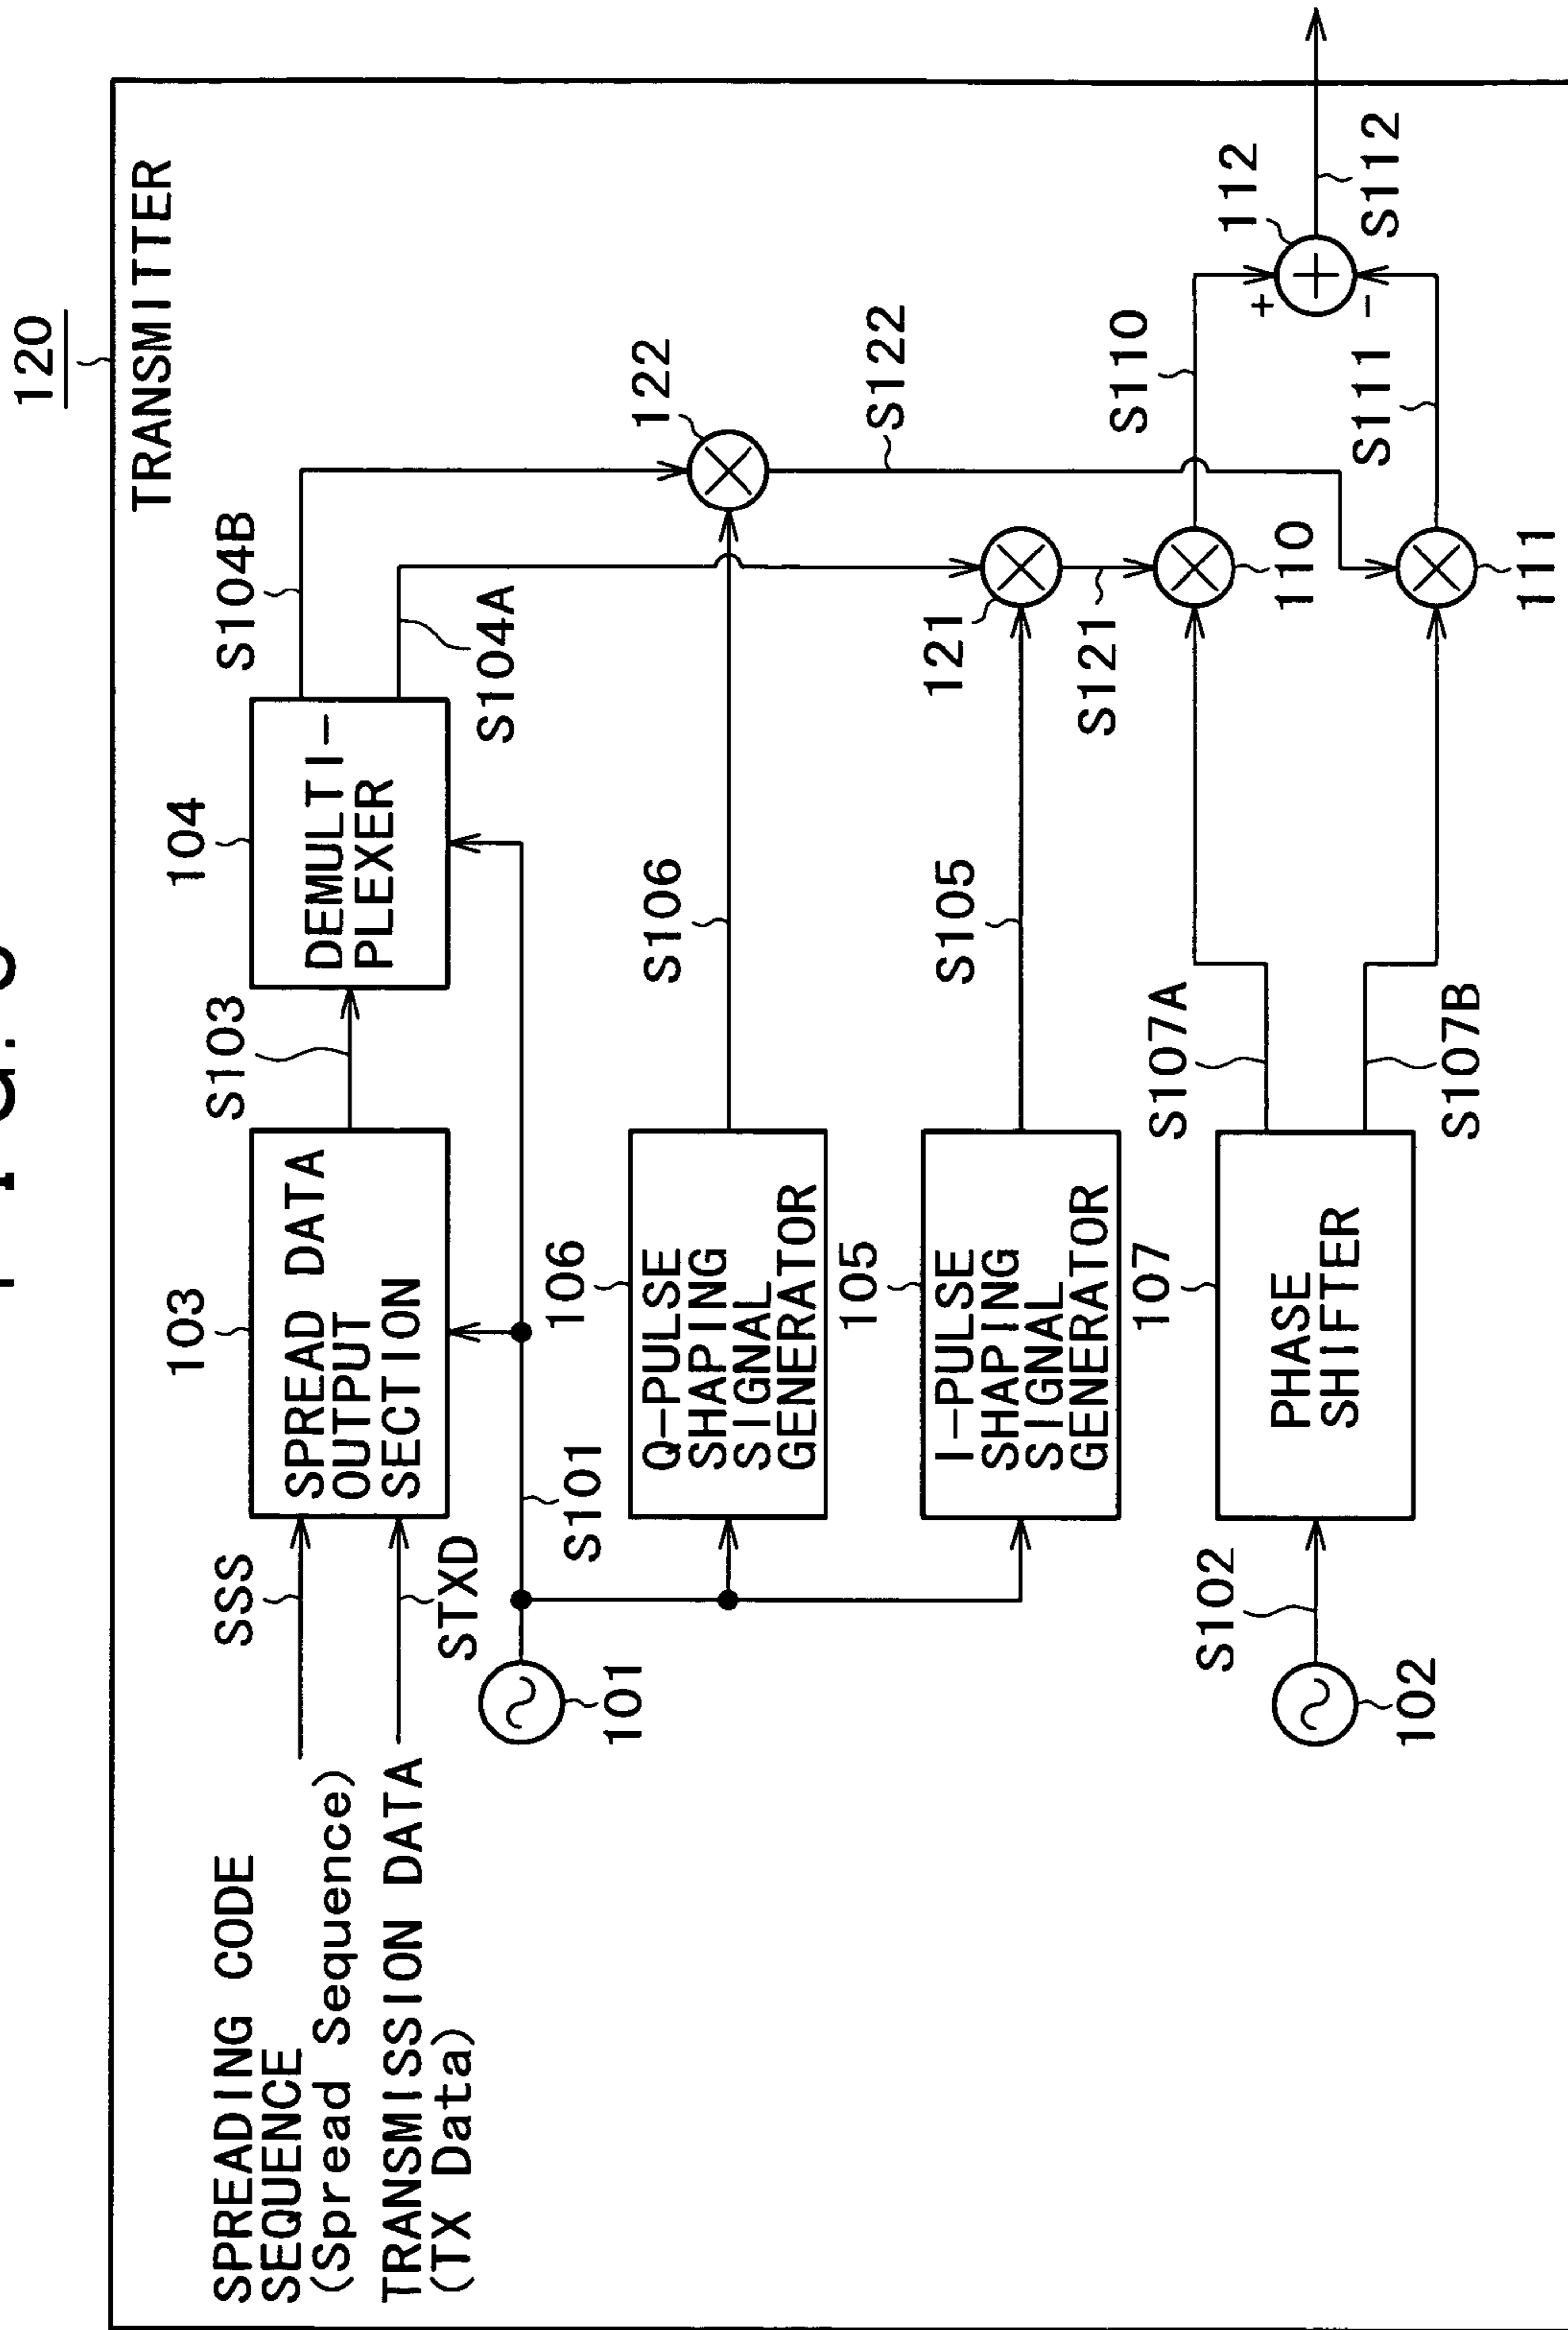 120
TRANSMITTER
SPREADING CODE
SEQUENCE
(Spread Sequence)
TRANSMISSION DATA
(TX Data)
SSS
STXD
103
SPREAD DATA
OUTPUT
SECTION
S103
104
DEMULTI-
PLEXER
S104B
S104A
101
S101
106
Q-PULSE
SHAPING
SIGNAL
GENERATOR
S106
122
S122
105
I-PULSE
SHAPING
SIGNAL
GENERATOR
S105
121
S121
102
S102
107
PHASE
SHIFTER
S107A
S107B
110
S110
111
S111
+
-
112
S112